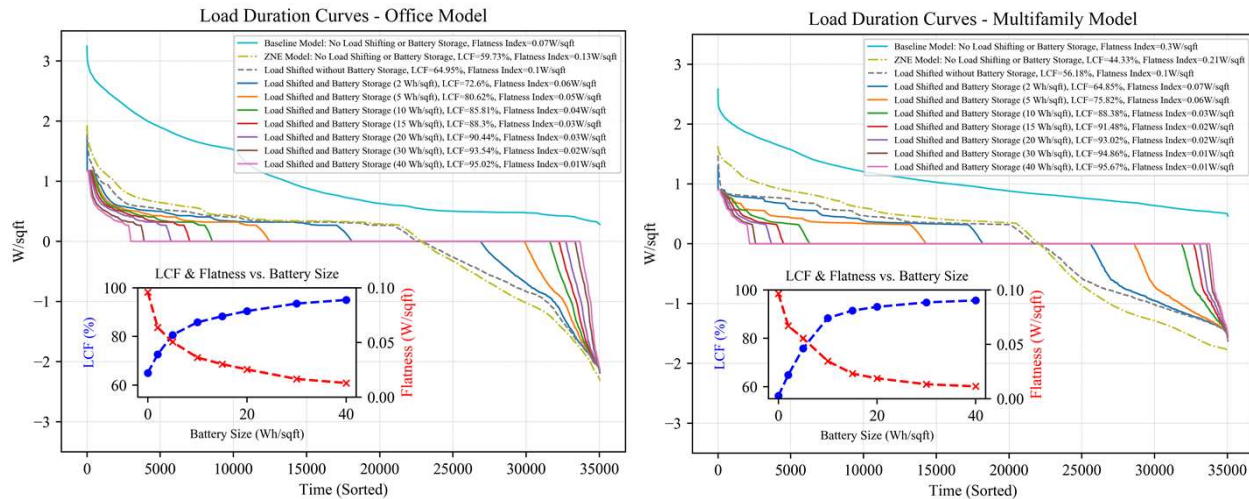 Load Duration Curves - Office Model
Baseline Model: No Load Shifting or Battery Storage, Flatness Index=0.07W/sqft
ZNE Model: No Load Shifting or Battery Storage, LCF=59.73%, Flatness Index=0.13W/sqft
Load Shifted without Battery Storage, LCF=64.95%, Flatness Index=0.1W/sqft
Load Shifted and Battery Storage (2 Wh/sqft), LCF=72.6%, Flatness Index=0.06W/sqft
Load Shifted and Battery Storage (5 Wh/sqft), LCF=80.62%, Flatness Index=0.05W/sqft
Load Shifted and Battery Storage (10 Wh/sqft), LCF=85.81%, Flatness Index=0.04W/sqft
Load Shifted and Battery Storage (15 Wh/sqft), LCF=88.3%, Flatness Index=0.03W/sqft
Load Shifted and Battery Storage (20 Wh/sqft), LCF=90.44%, Flatness Index=0.03W/sqft
Load Shifted and Battery Storage (30 Wh/sqft), LCF=93.54%, Flatness Index=0.02W/sqft
Load Shifted and Battery Storage (40 Wh/sqft), LCF=95.02%, Flatness Index=0.01W/sqft
3
2
1
0
−1
−2
−3
W/sqft
LCF & Flatness vs. Battery Size
100
80
60
LCF (%)
0.10
0.05
0.00
Flatness (W/sqft)
0 20 40
Battery Size (Wh/sqft)
0 5000 10000 15000 20000 25000 30000 35000
Time (Sorted)
Load Duration Curves - Multifamily Model
Baseline Model: No Load Shifting or Battery Storage, Flatness Index=0.3W/sqft
ZNE Model: No Load Shifting or Battery Storage, LCF=44.33%, Flatness Index=0.21W/sqft
Load Shifted without Battery Storage, LCF=56.18%, Flatness Index=0.1W/sqft
Load Shifted and Battery Storage (2 Wh/sqft), LCF=64.85%, Flatness Index=0.07W/sqft
Load Shifted and Battery Storage (5 Wh/sqft), LCF=75.82%, Flatness Index=0.06W/sqft
Load Shifted and Battery Storage (10 Wh/sqft), LCF=88.38%, Flatness Index=0.03W/sqft
Load Shifted and Battery Storage (15 Wh/sqft), LCF=91.48%, Flatness Index=0.02W/sqft
Load Shifted and Battery Storage (20 Wh/sqft), LCF=93.02%, Flatness Index=0.02W/sqft
Load Shifted and Battery Storage (30 Wh/sqft), LCF=94.86%, Flatness Index=0.01W/sqft
Load Shifted and Battery Storage (40 Wh/sqft), LCF=95.67%, Flatness Index=0.01W/sqft
3
2
1
0
−1
−2
−3
W/sqft
LCF & Flatness vs. Battery Size
100
80
60
LCF (%)
0.10
0.05
0.00
Flatness (W/sqft)
0 20 40
Battery Size (Wh/sqft)
0 5000 10000 15000 20000 25000 30000 35000
Time (Sorted)